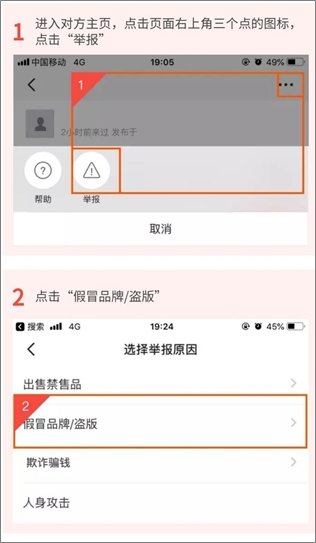 1 进入对方主页，点击页面右上角三个点的图标，
点击“举报”
中国移动 4G 19:05 49%
1
2小时前来过 发布于
帮助 举报
取消
2 点击“假冒品牌/盗版”
搜索 4G 19:24 45%
选择举报原因
出售禁售品
2
假冒品牌/盗版
欺诈骗钱
人身攻击